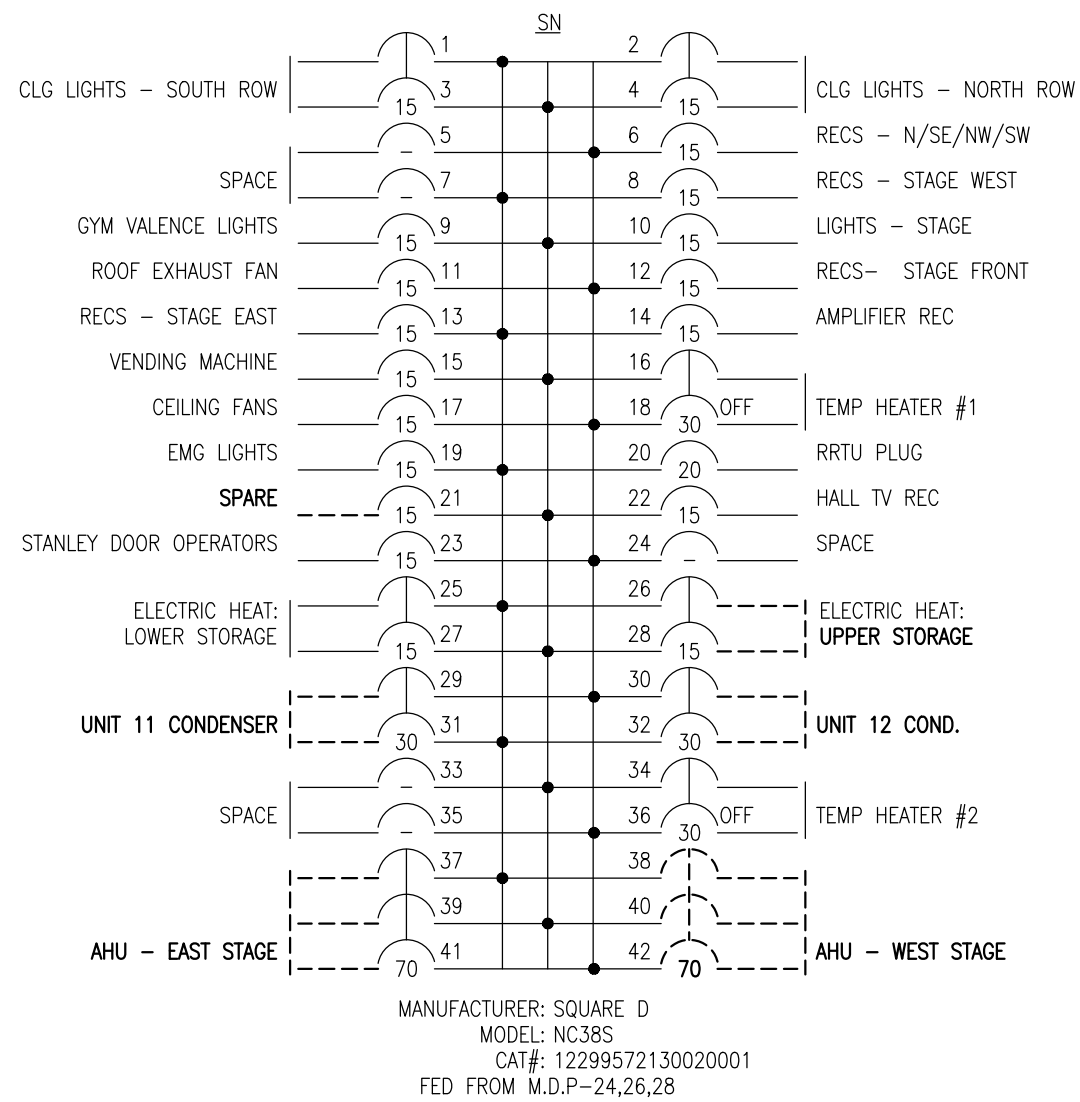 SN
1 2
CLG LIGHTS – SOUTH ROW 3 15 4 15 CLG LIGHTS – NORTH ROW
5 – 6 15 RECS – N/SE/NW/SW
SPACE 7 – 8 15 RECS – STAGE WEST
GYM VALENCE LIGHTS 9 15 10 15 LIGHTS – STAGE
ROOF EXHAUST FAN 11 15 12 15 RECS– STAGE FRONT
RECS – STAGE EAST 13 15 14 15 AMPLIFIER REC
VENDING MACHINE 15 15 16
CEILING FANS 17 15 18 30 OFF TEMP HEATER #1
EMG LIGHTS 19 15 20 20 RRTU PLUG
SPARE 21 15 22 15 HALL TV REC
STANLEY DOOR OPERATORS 23 15 24 – SPACE
25 26
ELECTRIC HEAT: ELECTRIC HEAT:
LOWER STORAGE 27 15 28 15 UPPER STORAGE
29 30
UNIT 11 CONDENSER 31 30 32 30 UNIT 12 COND.
33 – 34
SPACE 35 – 36 30 OFF TEMP HEATER #2
37 38
39 40
AHU – EAST STAGE 41 70 42 70 AHU – WEST STAGE
MANUFACTURER: SQUARE D
MODEL: NC38S
CAT#: 12299572130020001
FED FROM M.D.P–24,26,28